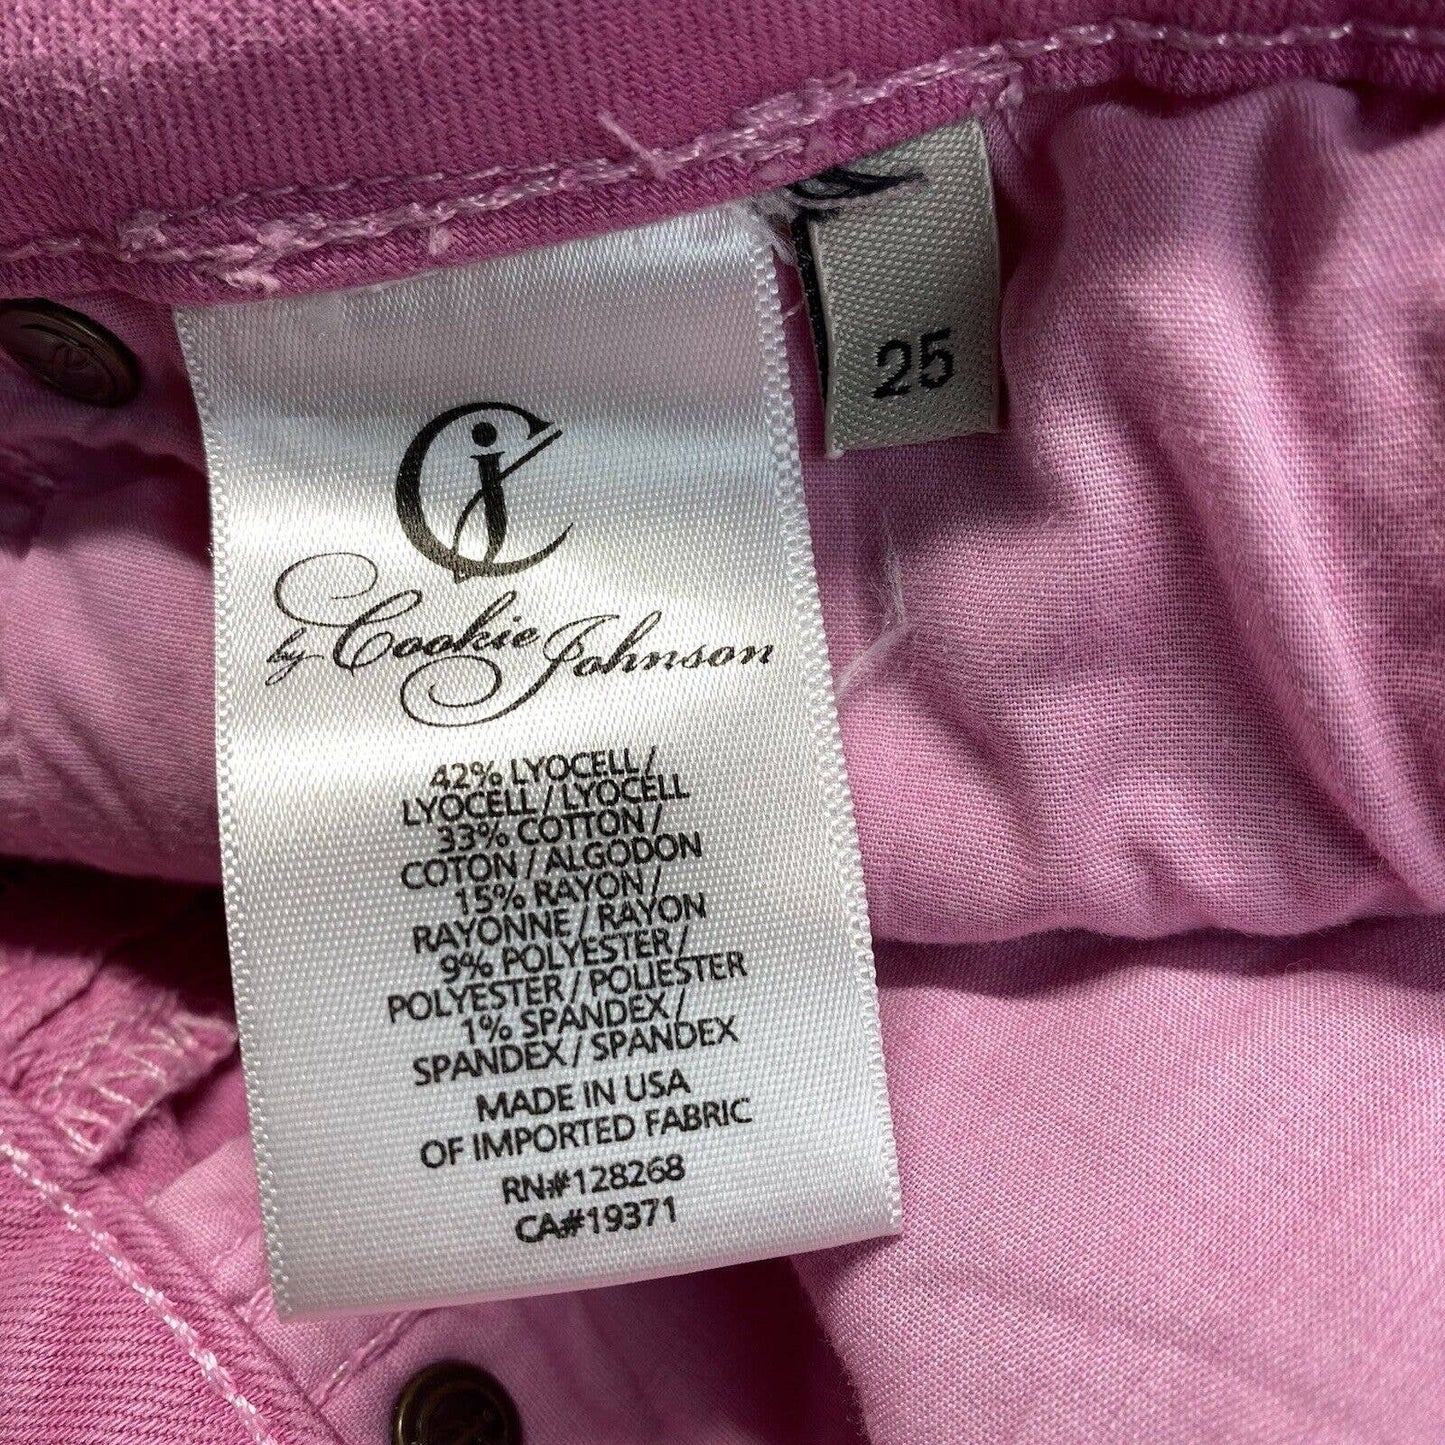 25
CJ
by Cookie Johnson
42% LYOCELL /
LYOCELL / LYOCELL
33% COTTON /
COTON / ALGODON
15% RAYON /
RAYONNE / RAYON
9% POLYESTER /
POLYESTER / POLIESTER
1% SPANDEX /
SPANDEX / SPANDEX
MADE IN USA
OF IMPORTED FABRIC
RN#128268
CA#19371